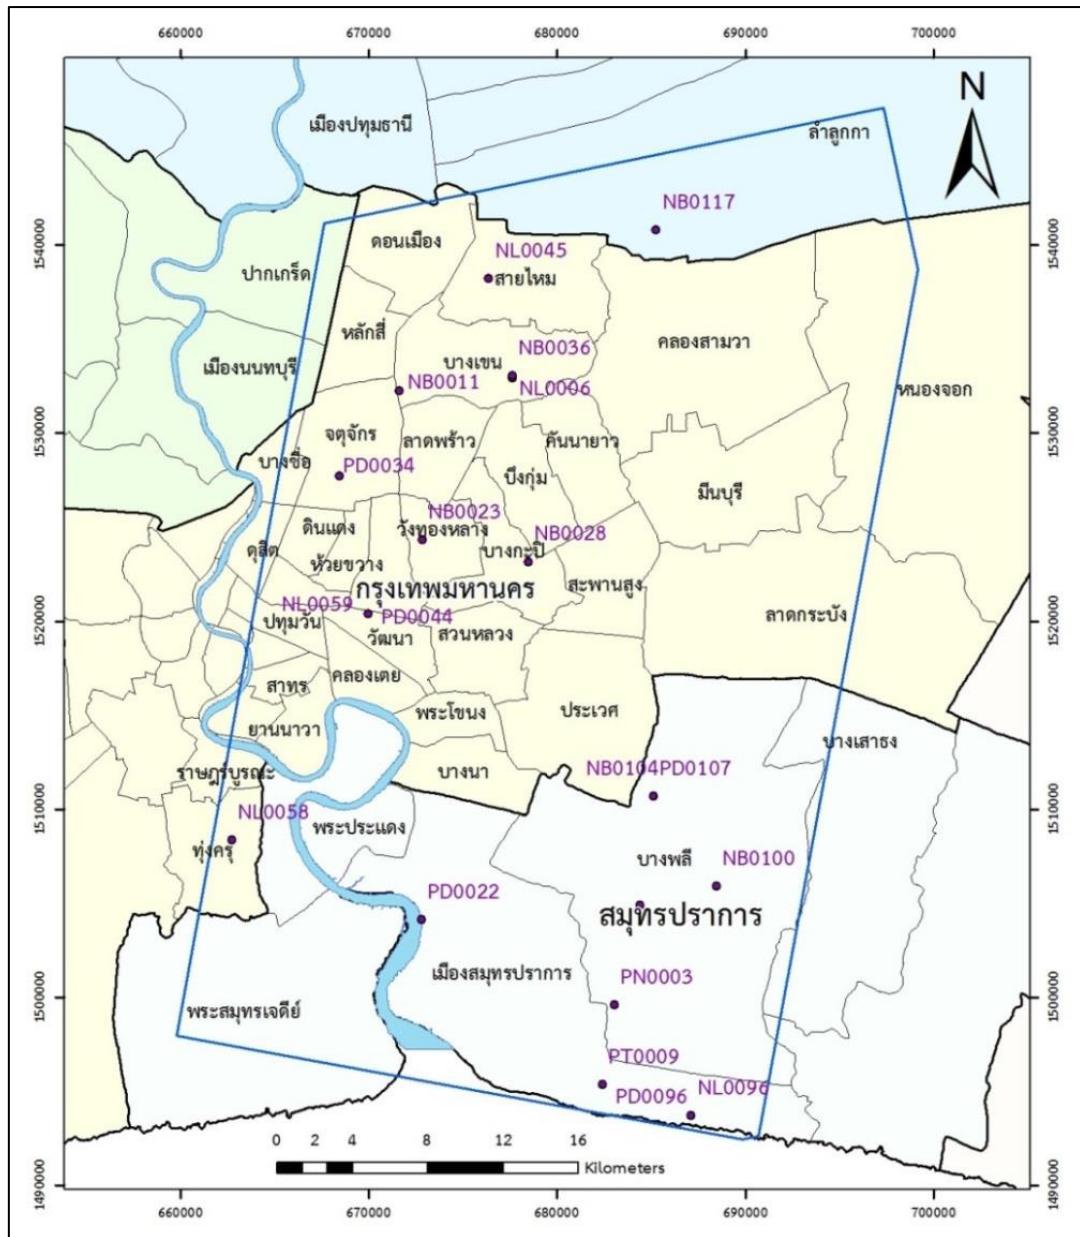 660000 670000 680000 690000 700000
N
เมืองปทุมธานี
ลำลูกกา
NB0117
1540000
ดอนเมือง
NL0045
1540000
ปากเกร็ด
สายไหม
หลักสี่
NB0036
คลองสามวา
เมืองนนทบุรี
บางเขน
NB0011
NL0006
หนองจอก
1530000
จตุจักร
ลาดพร้าว
คันนายาว
1530000
บางซื่อ
PD0034
บึงกุ่ม
มีนบุรี
NB0023
ดินแดง
วังทองหลาง
NB0028
ดุสิต
บางกะปิ
ห้วยขวาง
สะพานสูง
กรุงเทพมหานคร
NL0059
PD0044
ลาดกระบัง
1520000
ปทุมวัน
วัฒนา
สวนหลวง
1520000
คลองเตย
สาทร
พระโขนง
ประเวศ
ยานนาวา
บางเสาธง
ราษฎร์บูรณะ
บางนา
NB0104PD0107
1510000
NL0058
พระประแดง
1510000
ทุ่งครุ
บางพลี
NB0100
PD0022
สมุทรปราการ
เมืองสมุทรปราการ
PN0003
1500000
พระสมุทรเจดีย์
1500000
PT0009
PD0096
NL0096
0 2 4 8 12 16
Kilometers
1490000
1490000
660000 670000 680000 690000 700000